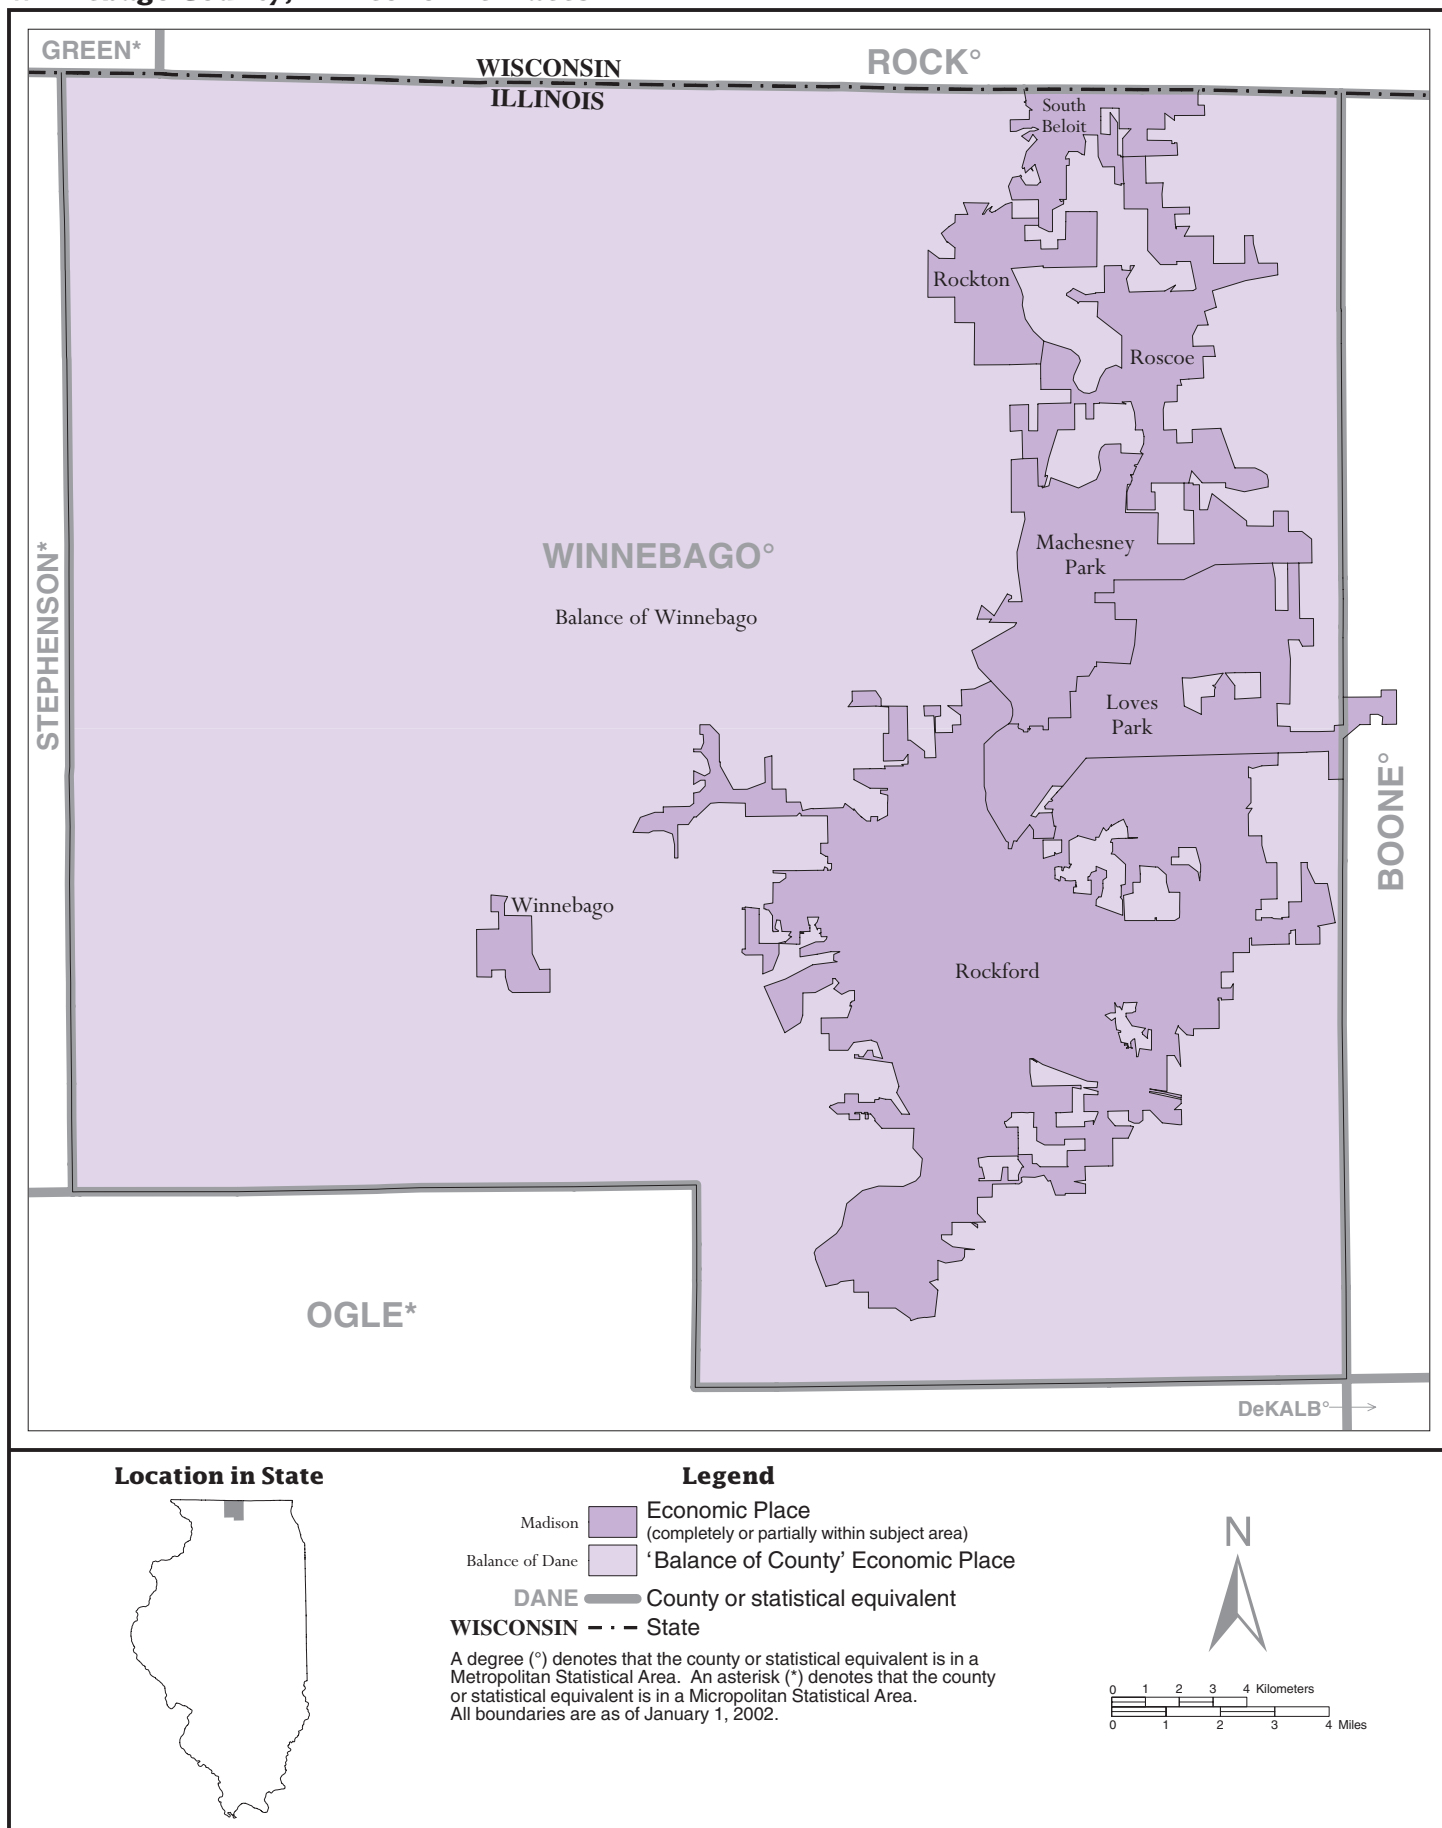 GREEN*
ROCK°
WISCONSIN
ILLINOIS
South
Beloit
Rockton
Roscoe
Machesney
Park
WINNEBAGO°
Balance of Winnebago
STEPHENSON*
Loves
Park
BOONE°
Winnebago
Rockford
OGLE*
DeKALB°
Location in State
Legend
Madison
Economic Place
(completely or partially within subject area)
Balance of Dane
'Balance of County' Economic Place
DANE
County or statistical equivalent
WISCONSIN
State
A degree (°) denotes that the county or statistical equivalent is in a
Metropolitan Statistical Area. An asterisk (*) denotes that the county
or statistical equivalent is in a Micropolitan Statistical Area.
All boundaries are as of January 1, 2002.
N
0 1 2 3 4 Kilometers
0 1 2 3 4 Miles